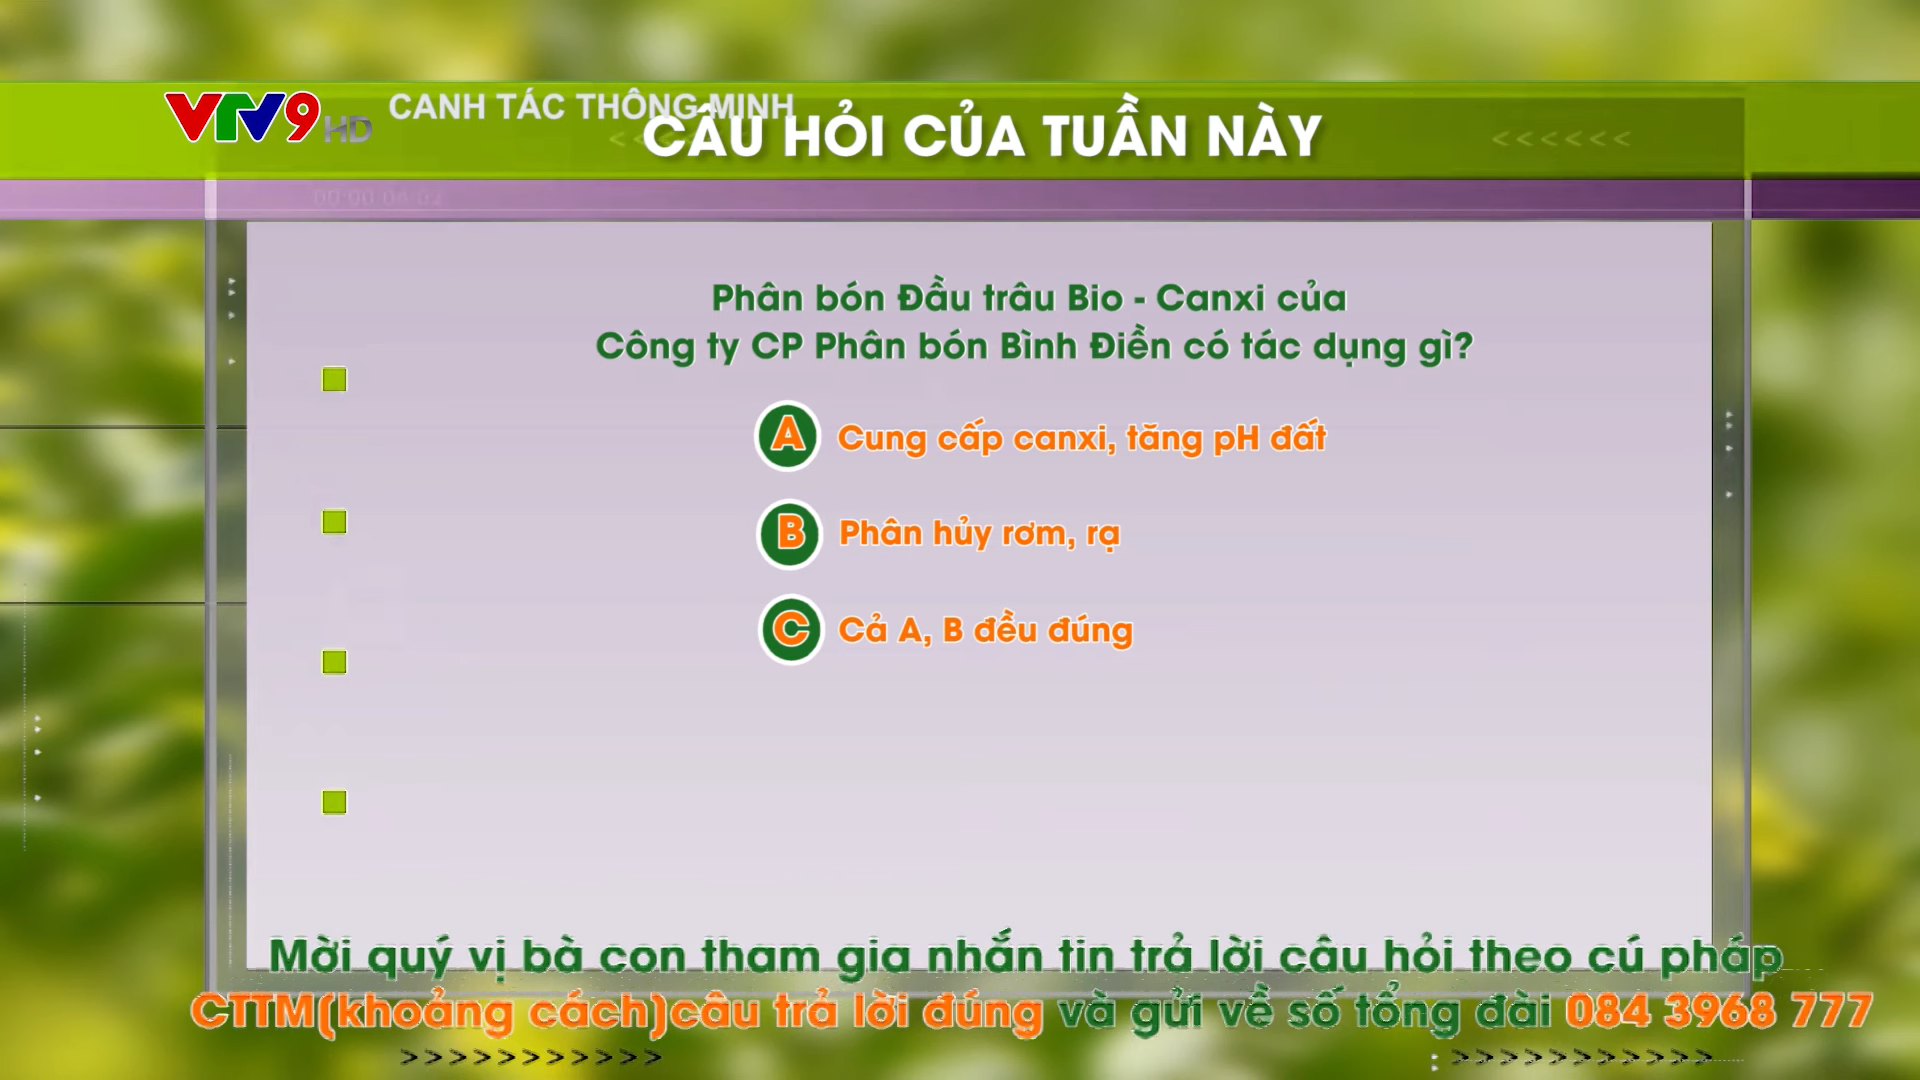 VTV9 HD
CANH TÁC THÔNG MINH
CÂU HỎI CỦA TUẦN NÀY
Phân bón Đầu trâu Bio - Canxi của
Công ty CP Phân bón Bình Điền có tác dụng gì?
A Cung cấp canxi, tăng pH đất
B Phân hủy rơm, rạ
C Cả A, B đều đúng
Mời quý vị bà con tham gia nhắn tin trả lời câu hỏi theo cú pháp
CTTM(khoảng cách)câu trả lời đúng và gửi về số tổng đài 084 3968 777